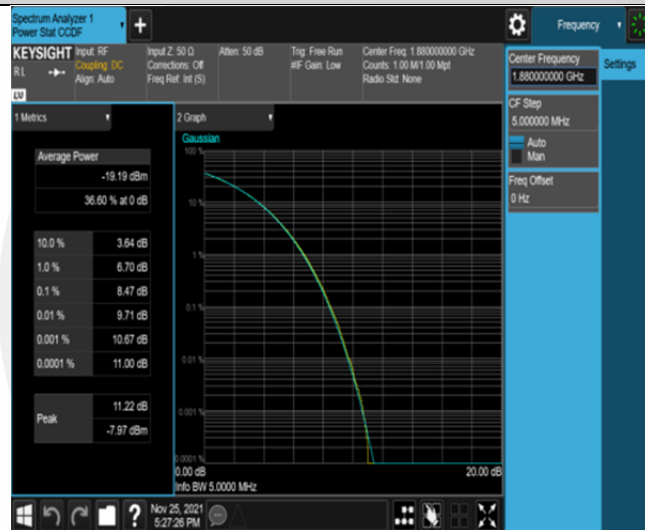 Spectrum Analyzer 1
Power Stat CCDF
+
Frequency
KEYSIGHT
RL
LXI
Input: RF
Coupling: DC
Align: Auto
Input Z: 50 Ω
Corrections: Off
Freq Ref: Int (S)
Atten: 50 dB
Trig: Free Run
#IF Gain: Low
Center Freq: 1.880000000 GHz
Counts: 1.00 M/1.00 Mpt
Radio Std: None
Center Frequency
1.880000000 GHz
Settings
CF Step
5.000000 MHz
Auto
Man
Freq Offset
0 Hz
1 Metrics
Average Power
-19.19 dBm
36.60 % at 0 dB
10.0 % 3.64 dB
1.0 % 6.70 dB
0.1 % 8.47 dB
0.01 % 9.71 dB
0.001 % 10.67 dB
0.0001 % 11.00 dB
Peak
11.22 dB
-7.97 dBm
2 Graph
Gaussian
100 %
10 %
1 %
0.1 %
0.01 %
0.001 %
0.0001 %
0.00 dB 20.00 dB
Info BW 5.0000 MHz
?
Nov 25, 2021
5:27:26 PM